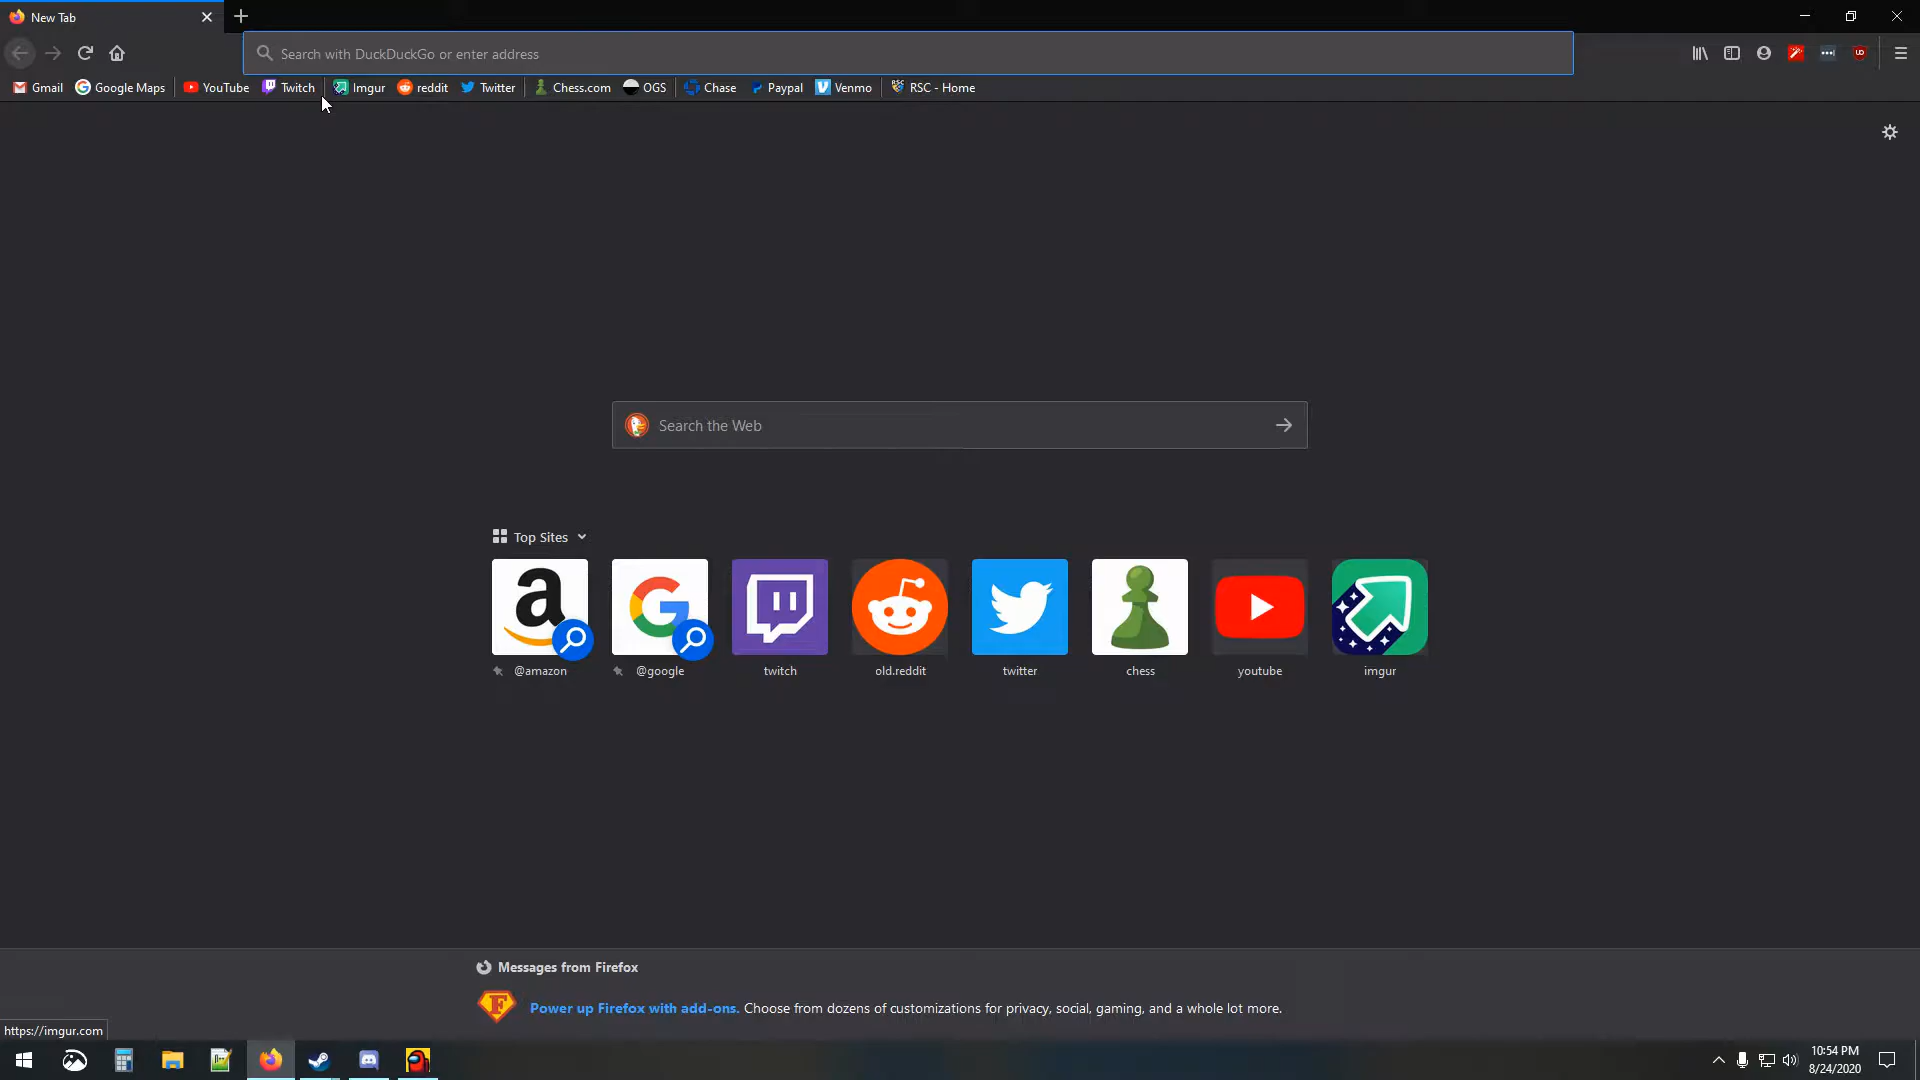 New Tab
Search with DuckDuckGo or enter address
Gmail Google Maps YouTube Twitch Imgur reddit Twitter Chess.com OGS Chase Paypal Venmo RSC - Home
Search the Web
Top Sites
@amazon @google twitch old.reddit twitter chess youtube imgur
Messages from Firefox
Power up Firefox with add-ons. Choose from dozens of customizations for privacy, social, gaming, and a whole lot more.
https://imgur.com
10:54 PM
8/24/2020